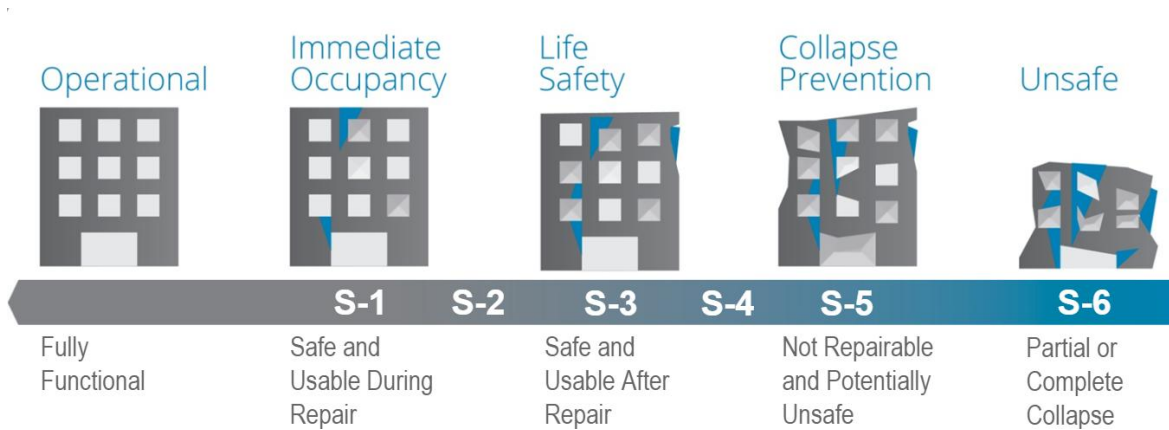 Operational
Immediate
Occupancy
Life
Safety
Collapse
Prevention
Unsafe
S-1 S-2 S-3 S-4 S-5 S-6
Fully
Functional
Safe and
Usable During
Repair
Safe and
Usable After
Repair
Not Repairable
and Potentially
Unsafe
Partial or
Complete
Collapse